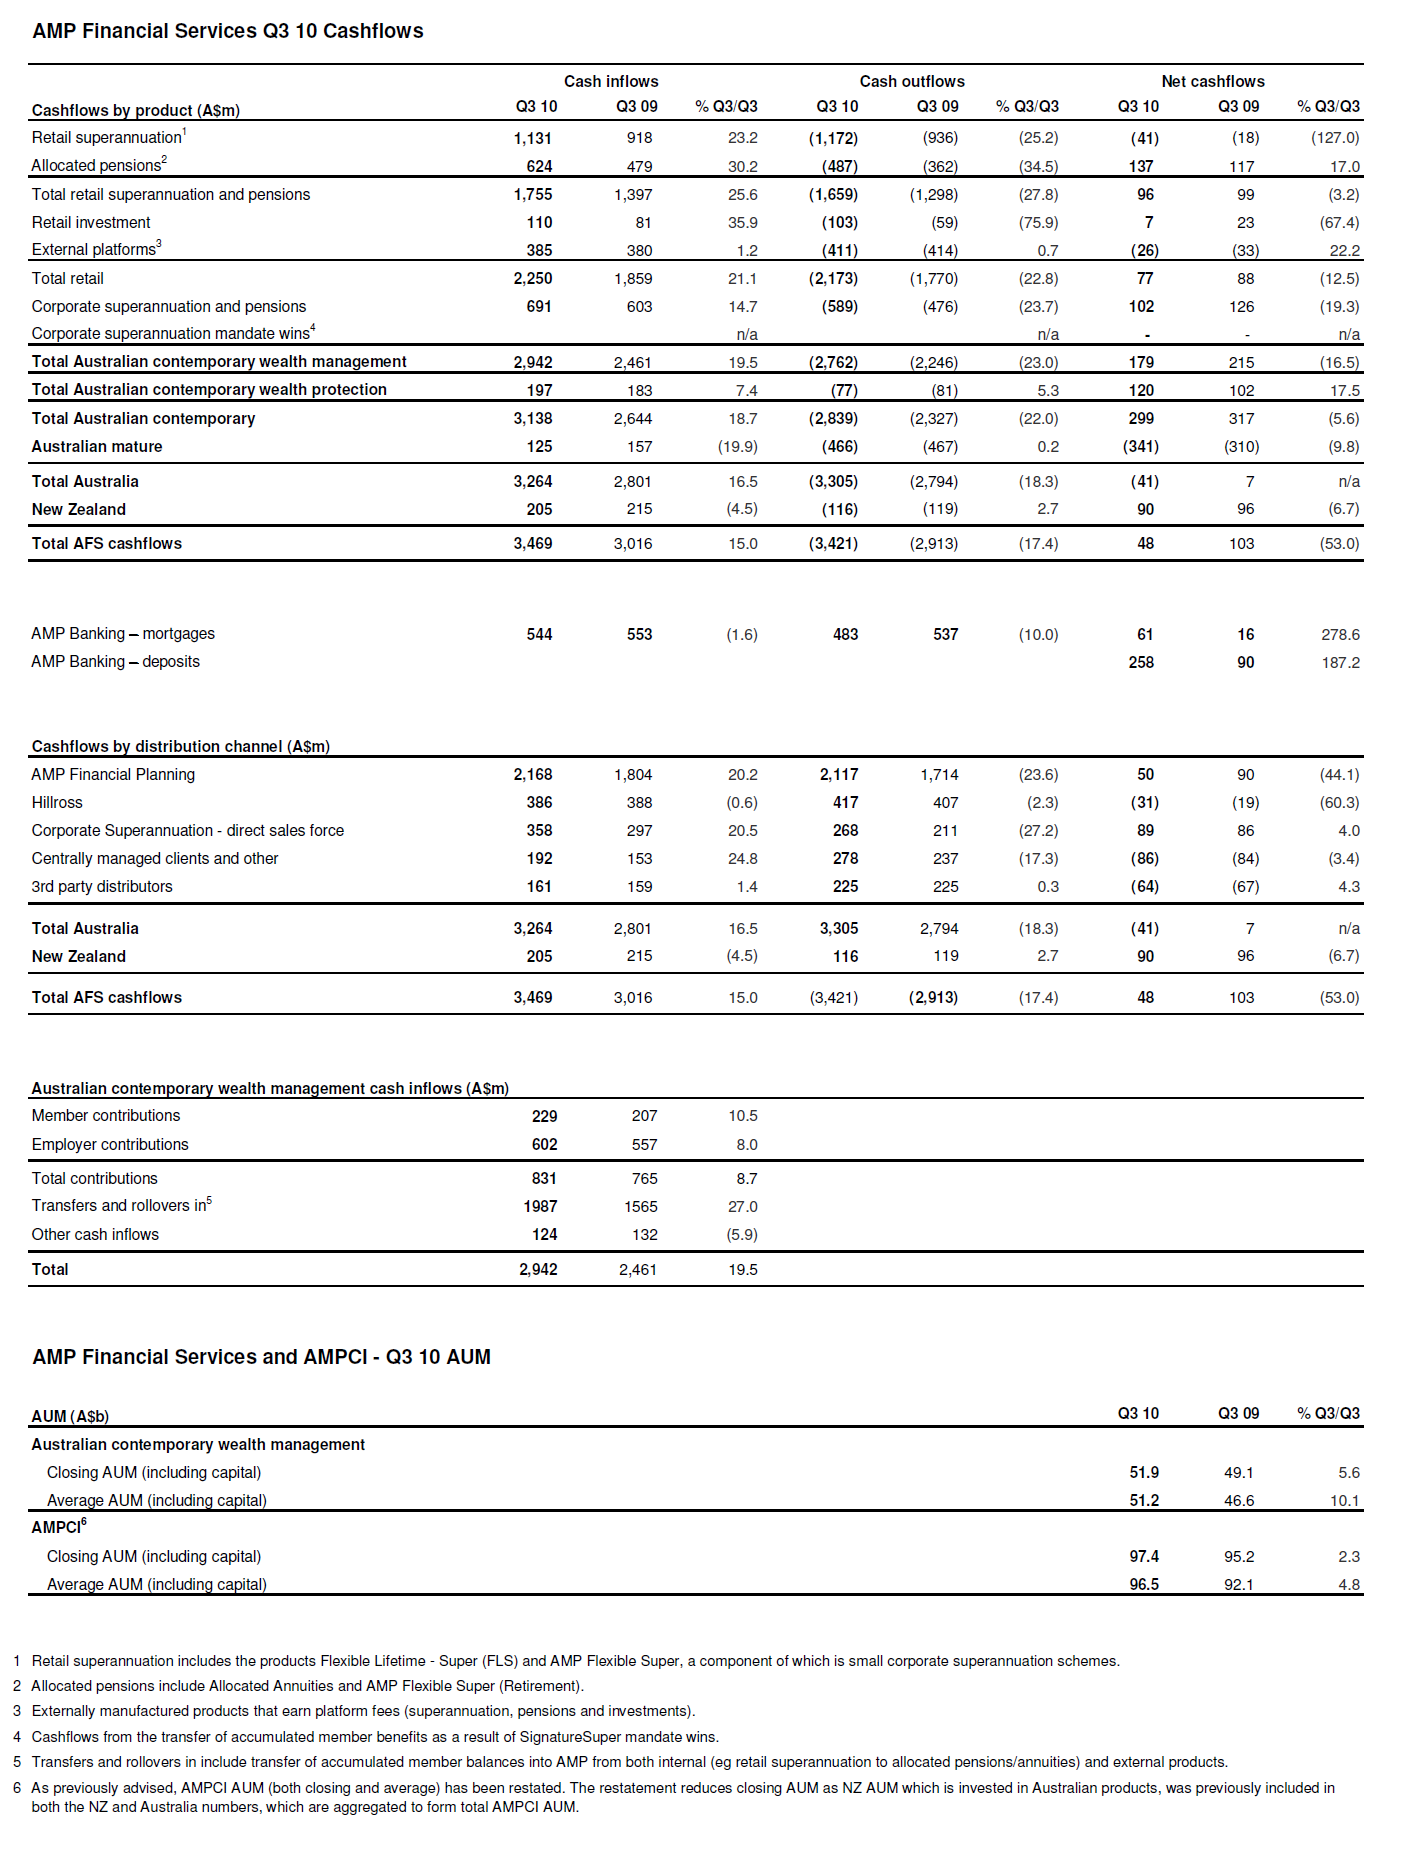 AMP Financial Services Q3 10 Cashflows
Cash inflows Cash outflows Net cashflows
Cashflows by product (A$m) Q3 10 Q3 09 % Q3/Q3 Q3 10 Q3 09 % Q3/Q3 Q3 10 Q3 09 % Q3/Q3
Retail superannuation1 1,131 918 23.2 (1,172) (936) (25.2) (41) (18) (127.0)
Allocated pensions2 624 479 30.2 (487) (362) (34.5) 137 117 17.0
Total retail superannuation and pensions 1,755 1,397 25.6 (1,659) (1,298) (27.8) 96 99 (3.2)
Retail investment 110 81 35.9 (103) (59) (75.9) 7 23 (67.4)
External platforms3 385 380 1.2 (411) (414) 0.7 (26) (33) 22.2
Total retail 2,250 1,859 21.1 (2,173) (1,770) (22.8) 77 88 (12.5)
Corporate superannuation and pensions 691 603 14.7 (589) (476) (23.7) 102 126 (19.3)
Corporate superannuation mandate wins4 n/a n/a - - n/a
Total Australian contemporary wealth management 2,942 2,461 19.5 (2,762) (2,246) (23.0) 179 215 (16.5)
Total Australian contemporary wealth protection 197 183 7.4 (77) (81) 5.3 120 102 17.5
Total Australian contemporary 3,138 2,644 18.7 (2,839) (2,327) (22.0) 299 317 (5.6)
Australian mature 125 157 (19.9) (466) (467) 0.2 (341) (310) (9.8)
Total Australia 3,264 2,801 16.5 (3,305) (2,794) (18.3) (41) 7 n/a
New Zealand 205 215 (4.5) (116) (119) 2.7 90 96 (6.7)
Total AFS cashflows 3,469 3,016 15.0 (3,421) (2,913) (17.4) 48 103 (53.0)
AMP Banking – mortgages 544 553 (1.6) 483 537 (10.0) 61 16 278.6
AMP Banking – deposits 258 90 187.2
Cashflows by distribution channel (A$m)
AMP Financial Planning 2,168 1,804 20.2 2,117 1,714 (23.6) 50 90 (44.1)
Hillross 386 388 (0.6) 417 407 (2.3) (31) (19) (60.3)
Corporate Superannuation - direct sales force 358 297 20.5 268 211 (27.2) 89 86 4.0
Centrally managed clients and other 192 153 24.8 278 237 (17.3) (86) (84) (3.4)
3rd party distributors 161 159 1.4 225 225 0.3 (64) (67) 4.3
Total Australia 3,264 2,801 16.5 3,305 2,794 (18.3) (41) 7 n/a
New Zealand 205 215 (4.5) 116 119 2.7 90 96 (6.7)
Total AFS cashflows 3,469 3,016 15.0 (3,421) (2,913) (17.4) 48 103 (53.0)
Australian contemporary wealth management cash inflows (A$m)
Member contributions 229 207 10.5
Employer contributions 602 557 8.0
Total contributions 831 765 8.7
Transfers and rollovers in5 1987 1565 27.0
Other cash inflows 124 132 (5.9)
Total 2,942 2,461 19.5
AMP Financial Services and AMPCI - Q3 10 AUM
AUM (A$b) Q3 10 Q3 09 % Q3/Q3
Australian contemporary wealth management
Closing AUM (including capital) 51.9 49.1 5.6
Average AUM (including capital) 51.2 46.6 10.1
AMPCI6
Closing AUM (including capital) 97.4 95.2 2.3
Average AUM (including capital) 96.5 92.1 4.8
1 Retail superannuation includes the products Flexible Lifetime - Super (FLS) and AMP Flexible Super, a component of which is small corporate superannuation schemes.
2 Allocated pensions include Allocated Annuities and AMP Flexible Super (Retirement).
3 Externally manufactured products that earn platform fees (superannuation, pensions and investments).
4 Cashflows from the transfer of accumulated member benefits as a result of SignatureSuper mandate wins.
5 Transfers and rollovers in include transfer of accumulated member balances into AMP from both internal (eg retail superannuation to allocated pensions/annuities) and external products.
6 As previously advised, AMPCI AUM (both closing and average) has been restated. The restatement reduces closing AUM as NZ AUM which is invested in Australian products, was previously included in
both the NZ and Australia numbers, which are aggregated to form total AMPCI AUM.